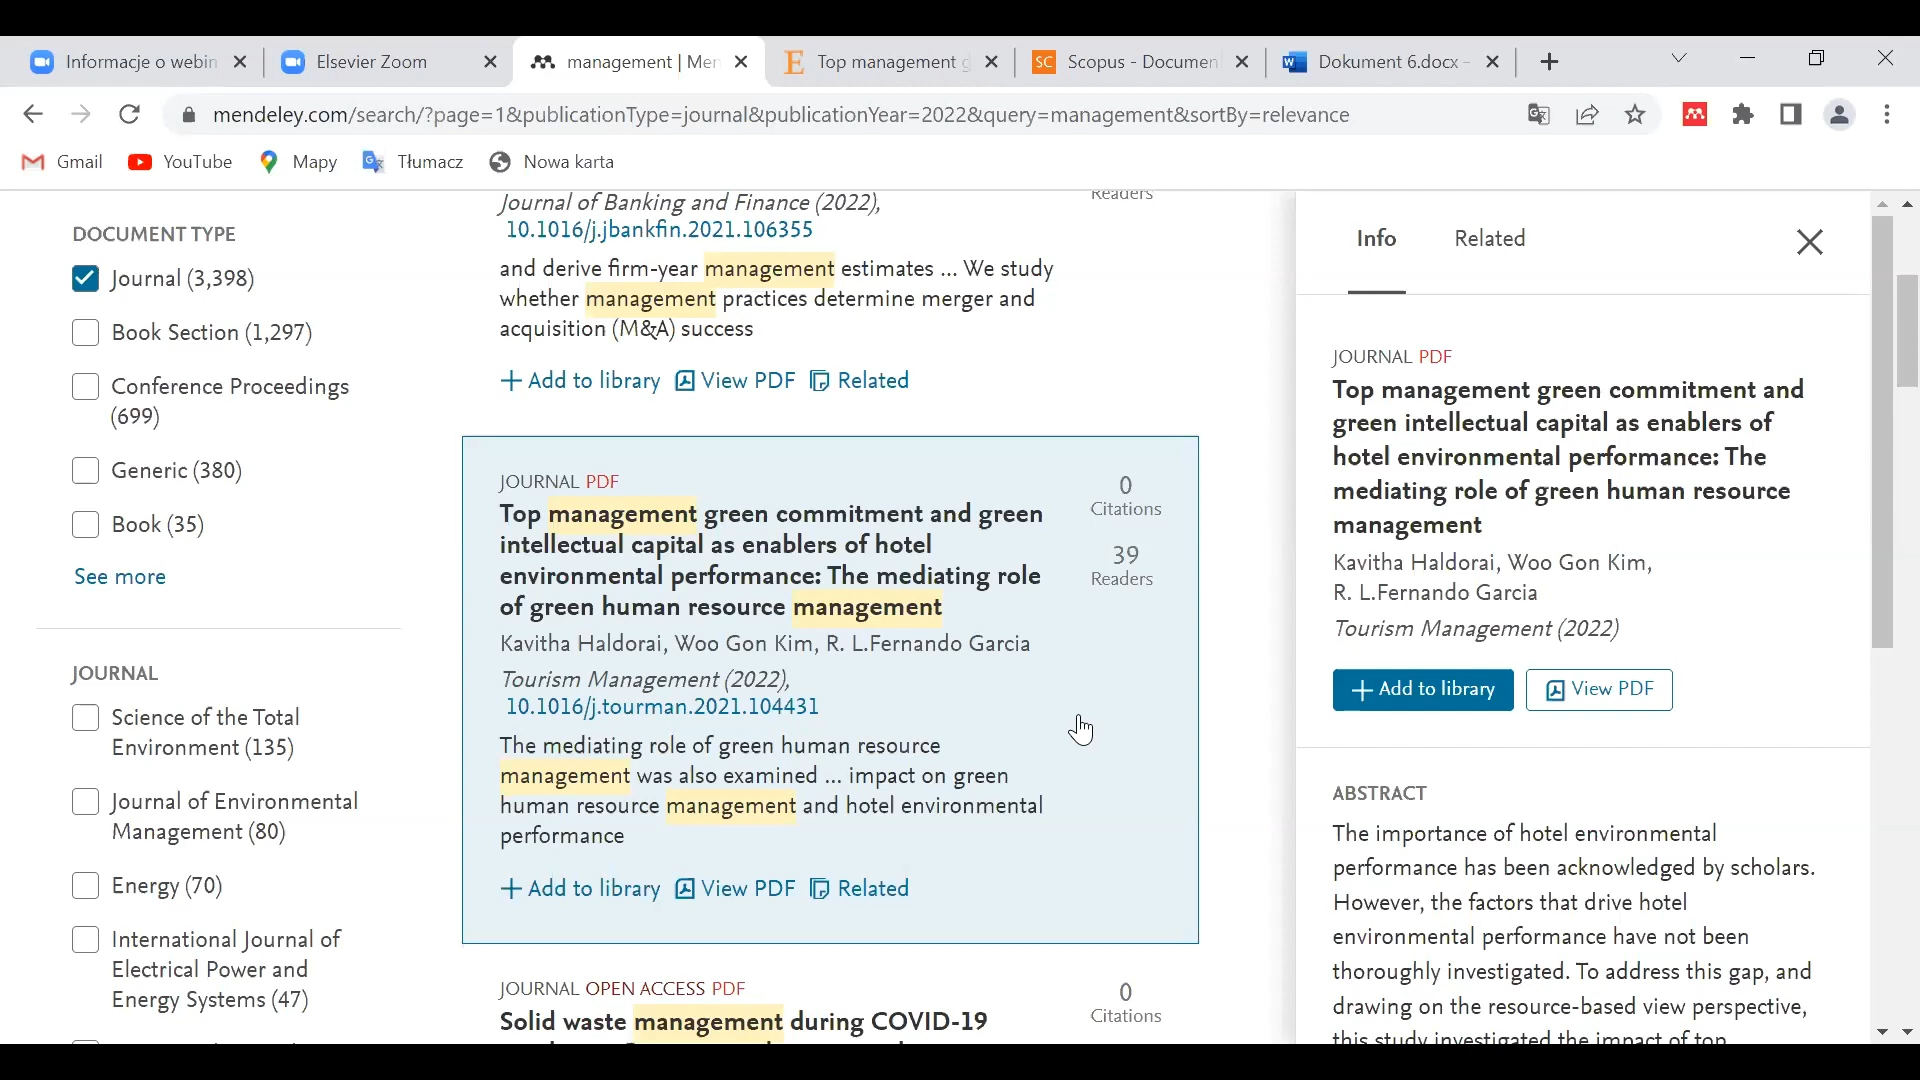 Informacje o webin
Elsevier Zoom
management | Men
Top management g
Scopus - Documen
Dokument 6.docx -
mendeley.com/search/?page=1&publicationType=journal&publicationYear=2022&query=management&sortBy=relevance
Gmail
YouTube
Mapy
Tłumacz
Nowa karta
DOCUMENT TYPE
Journal (3,398)
Book Section (1,297)
Conference Proceedings
(699)
Generic (380)
Book (35)
See more
JOURNAL
Science of the Total
Environment (135)
Journal of Environmental
Management (80)
Energy (70)
International Journal of
Electrical Power and
Energy Systems (47)
Journal of Banking and Finance (2022),
Readers
10.1016/j.jbankfin.2021.106355
and derive firm-year management estimates ... We study
whether management practices determine merger and
acquisition (M&A) success
+ Add to library View PDF Related
JOURNAL PDF
Top management green commitment and green
intellectual capital as enablers of hotel
environmental performance: The mediating role
of green human resource management
0
Citations
39
Readers
Kavitha Haldorai, Woo Gon Kim, R. L.Fernando Garcia
Tourism Management (2022),
10.1016/j.tourman.2021.104431
The mediating role of green human resource
management was also examined ... impact on green
human resource management and hotel environmental
performance
+ Add to library View PDF Related
JOURNAL OPEN ACCESS PDF
Solid waste management during COVID-19
0
Citations
Info
Related
JOURNAL PDF
Top management green commitment and
green intellectual capital as enablers of
hotel environmental performance: The
mediating role of green human resource
management
Kavitha Haldorai, Woo Gon Kim,
R. L.Fernando Garcia
Tourism Management (2022)
+ Add to library View PDF
ABSTRACT
The importance of hotel environmental
performance has been acknowledged by scholars.
However, the factors that drive hotel
environmental performance have not been
thoroughly investigated. To address this gap, and
drawing on the resource-based view perspective,
this study investigated the impact of top